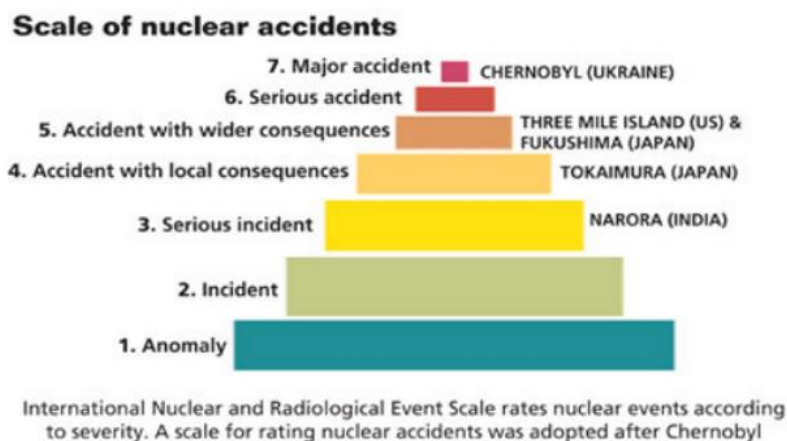 Scale of nuclear accidents
7. Major accident CHERNOBYL (UKRAINE)
6. Serious accident
5. Accident with wider consequences THREE MILE ISLAND (US) &
FUKUSHIMA (JAPAN)
4. Accident with local consequences TOKAIMURA (JAPAN)
3. Serious incident NARORA (INDIA)
2. Incident
1. Anomaly
International Nuclear and Radiological Event Scale rates nuclear events according
to severity. A scale for rating nuclear accidents was adopted after Chernobyl